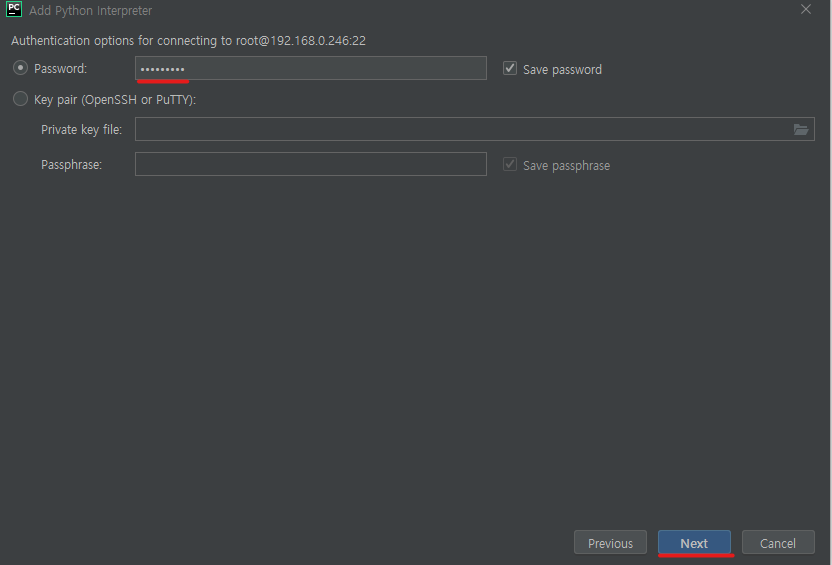 PC Add Python Interpreter
Authentication options for connecting to root@192.168.0.246:22
Password: ••••••••• Save password
Key pair (OpenSSH or PuTTY):
Private key file:
Passphrase: Save passphrase
Previous Next Cancel